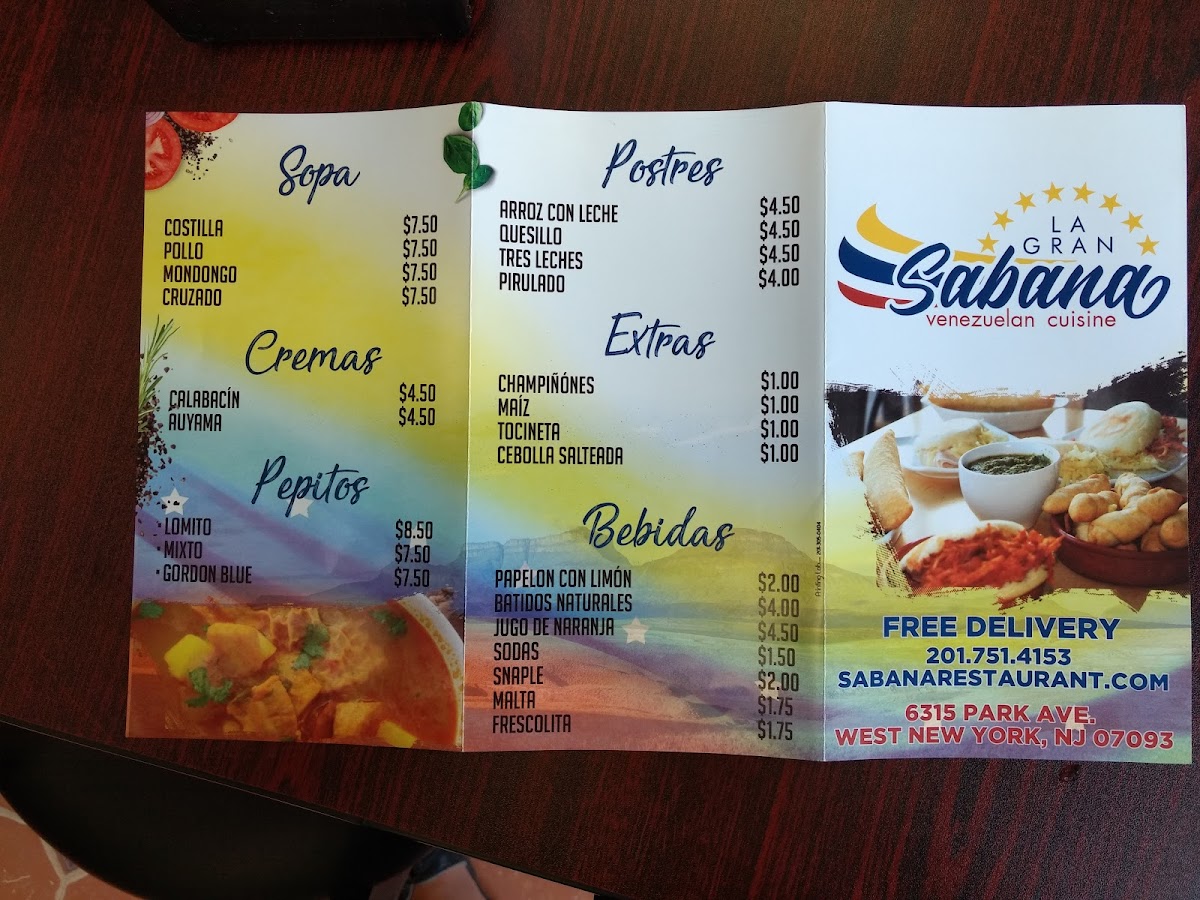 Sopa
COSTILLA $7.50
POLLO $7.50
MONDONGO $7.50
CRUZADO $7.50
Cremas
CALABACÍN $4.50
AUYAMA $4.50
Pepitos
· LOMITO $8.50
· MIXTO $7.50
· GORDON BLUE $7.50
Postres
ARROZ CON LECHE $4.50
QUESILLO $4.50
TRES LECHES $4.50
PIRULADO $4.00
Extras
CHAMPIÑÓNES $1.00
MAÍZ $1.00
TOCINETA $1.00
CEBOLLA SALTEADA $1.00
Bebidas
PAPELON CON LIMÓN $2.00
BATIDOS NATURALES $4.00
JUGO DE NARANJA $4.50
SODAS $1.50
SNAPLE $2.00
MALTA $1.75
FRESCOLITA $1.75
LA
GRAN
Sabana
venezuelan cuisine
FREE DELIVERY
201.751.4153
SABANARESTAURANT.COM
6315 PARK AVE.
WEST NEW YORK, NJ 07093